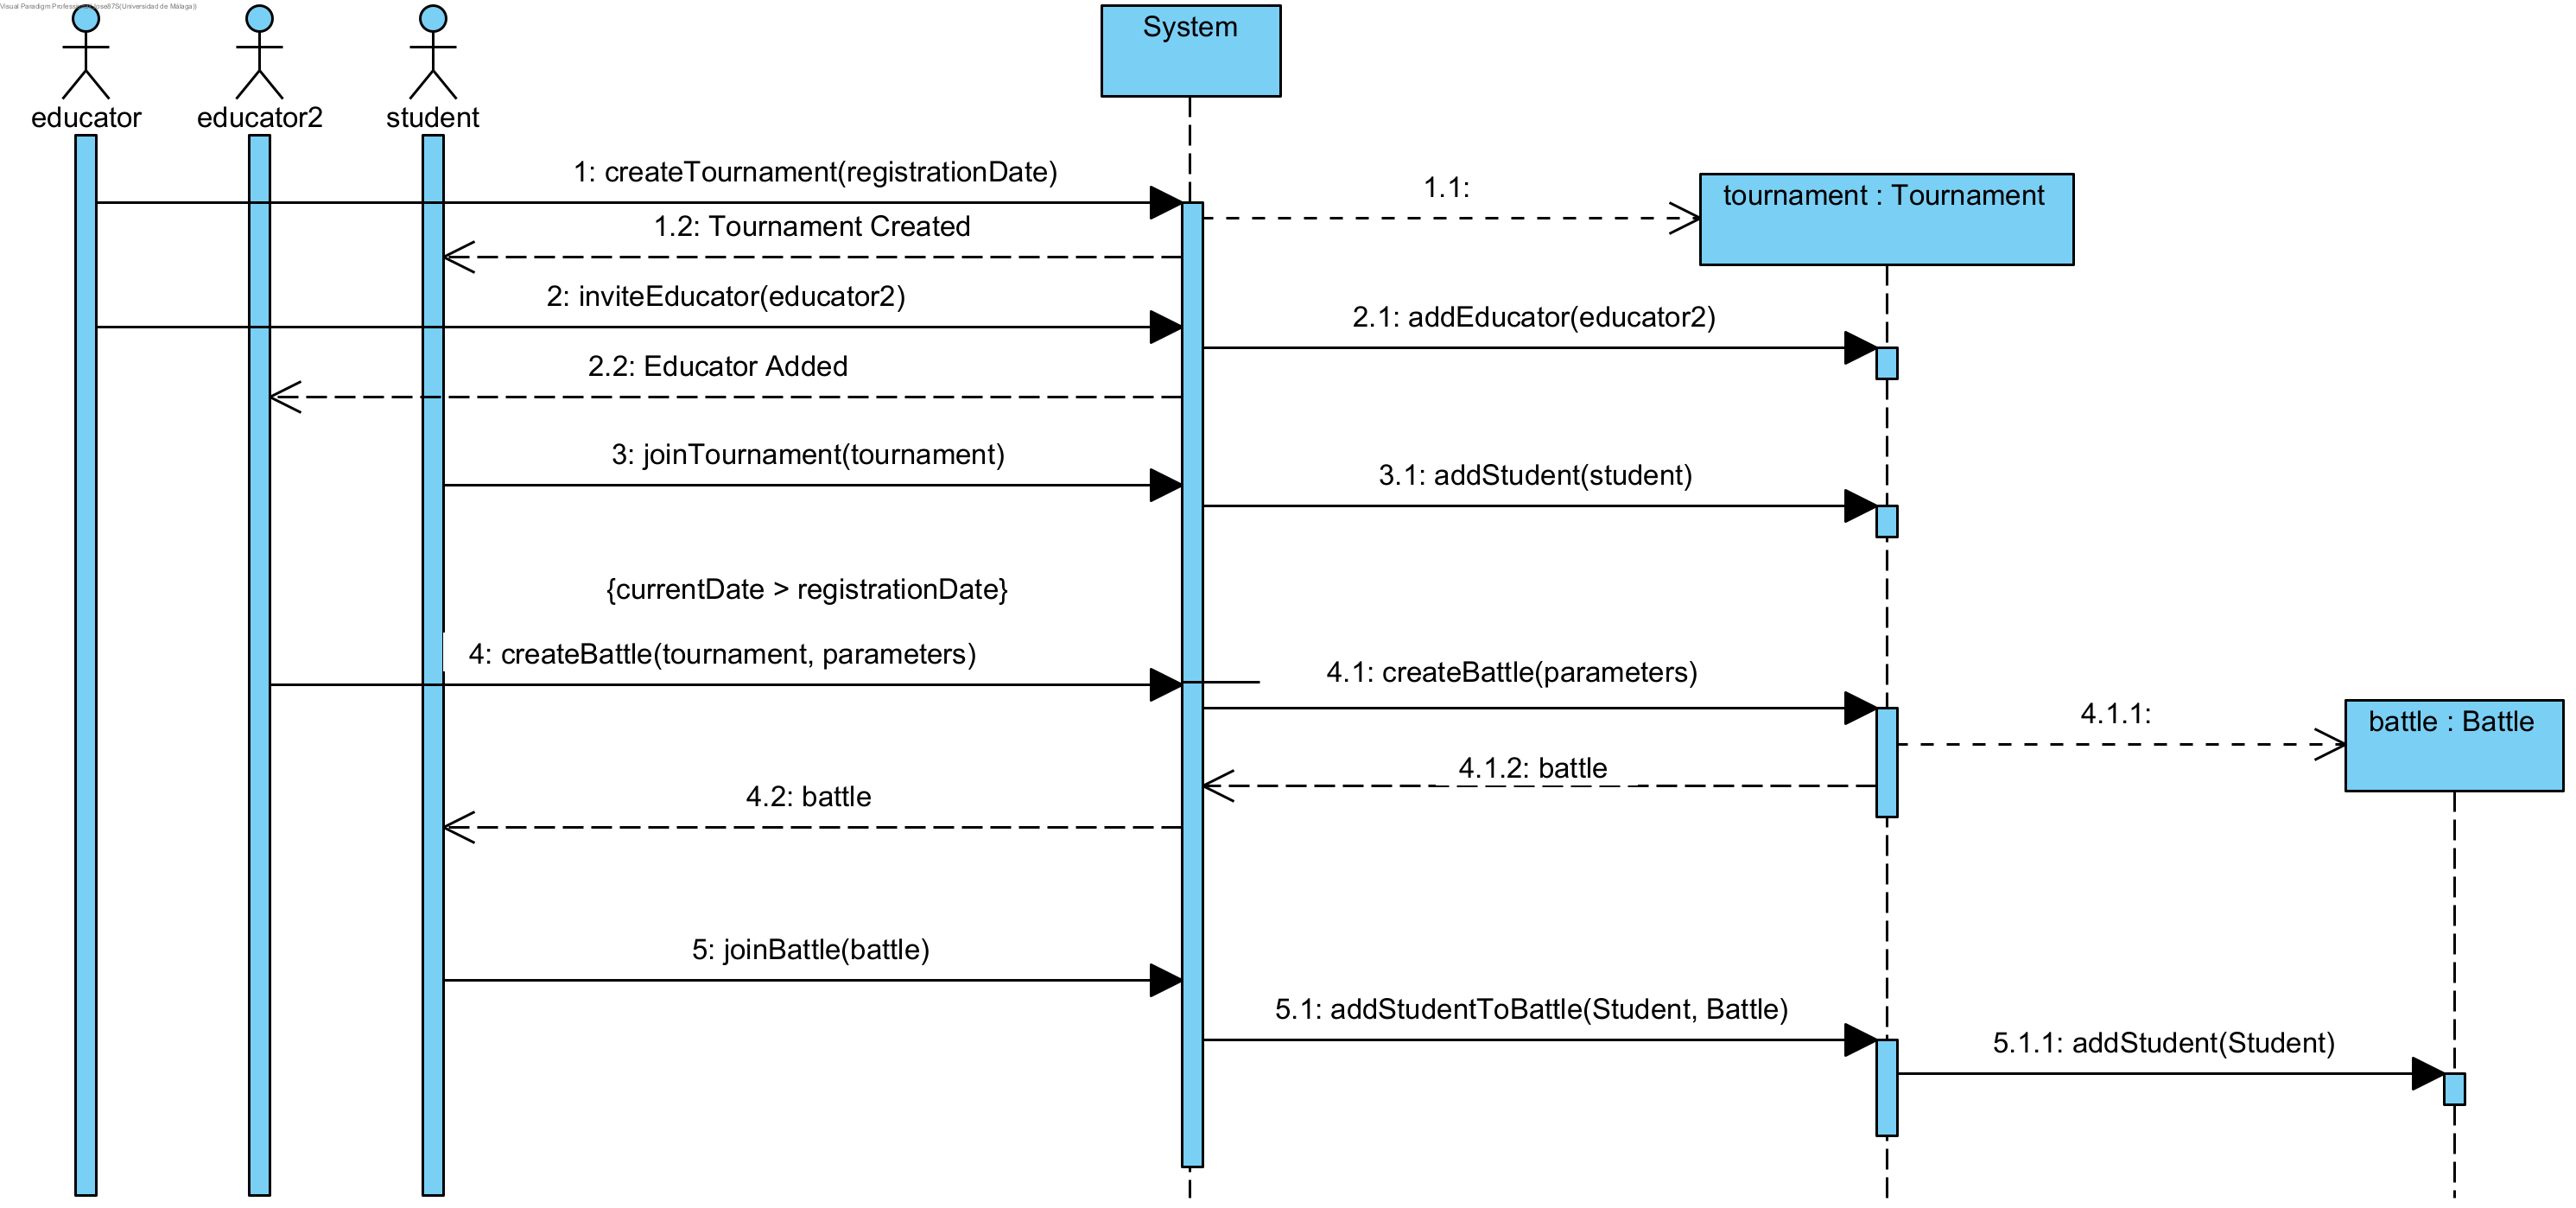 Visual Paradigm Professional(Jose87S(Universidad de Málaga))
System
educator
educator2
student
1: createTournament(registrationDate)
1.1:
tournament : Tournament
1.2: Tournament Created
2: inviteEducator(educator2)
2.1: addEducator(educator2)
2.2: Educator Added
3: joinTournament(tournament)
3.1: addStudent(student)
{currentDate > registrationDate}
4: createBattle(tournament, parameters)
4.1: createBattle(parameters)
4.1.1:
battle : Battle
4.1.2: battle
4.2: battle
5: joinBattle(battle)
5.1: addStudentToBattle(Student, Battle)
5.1.1: addStudent(Student)